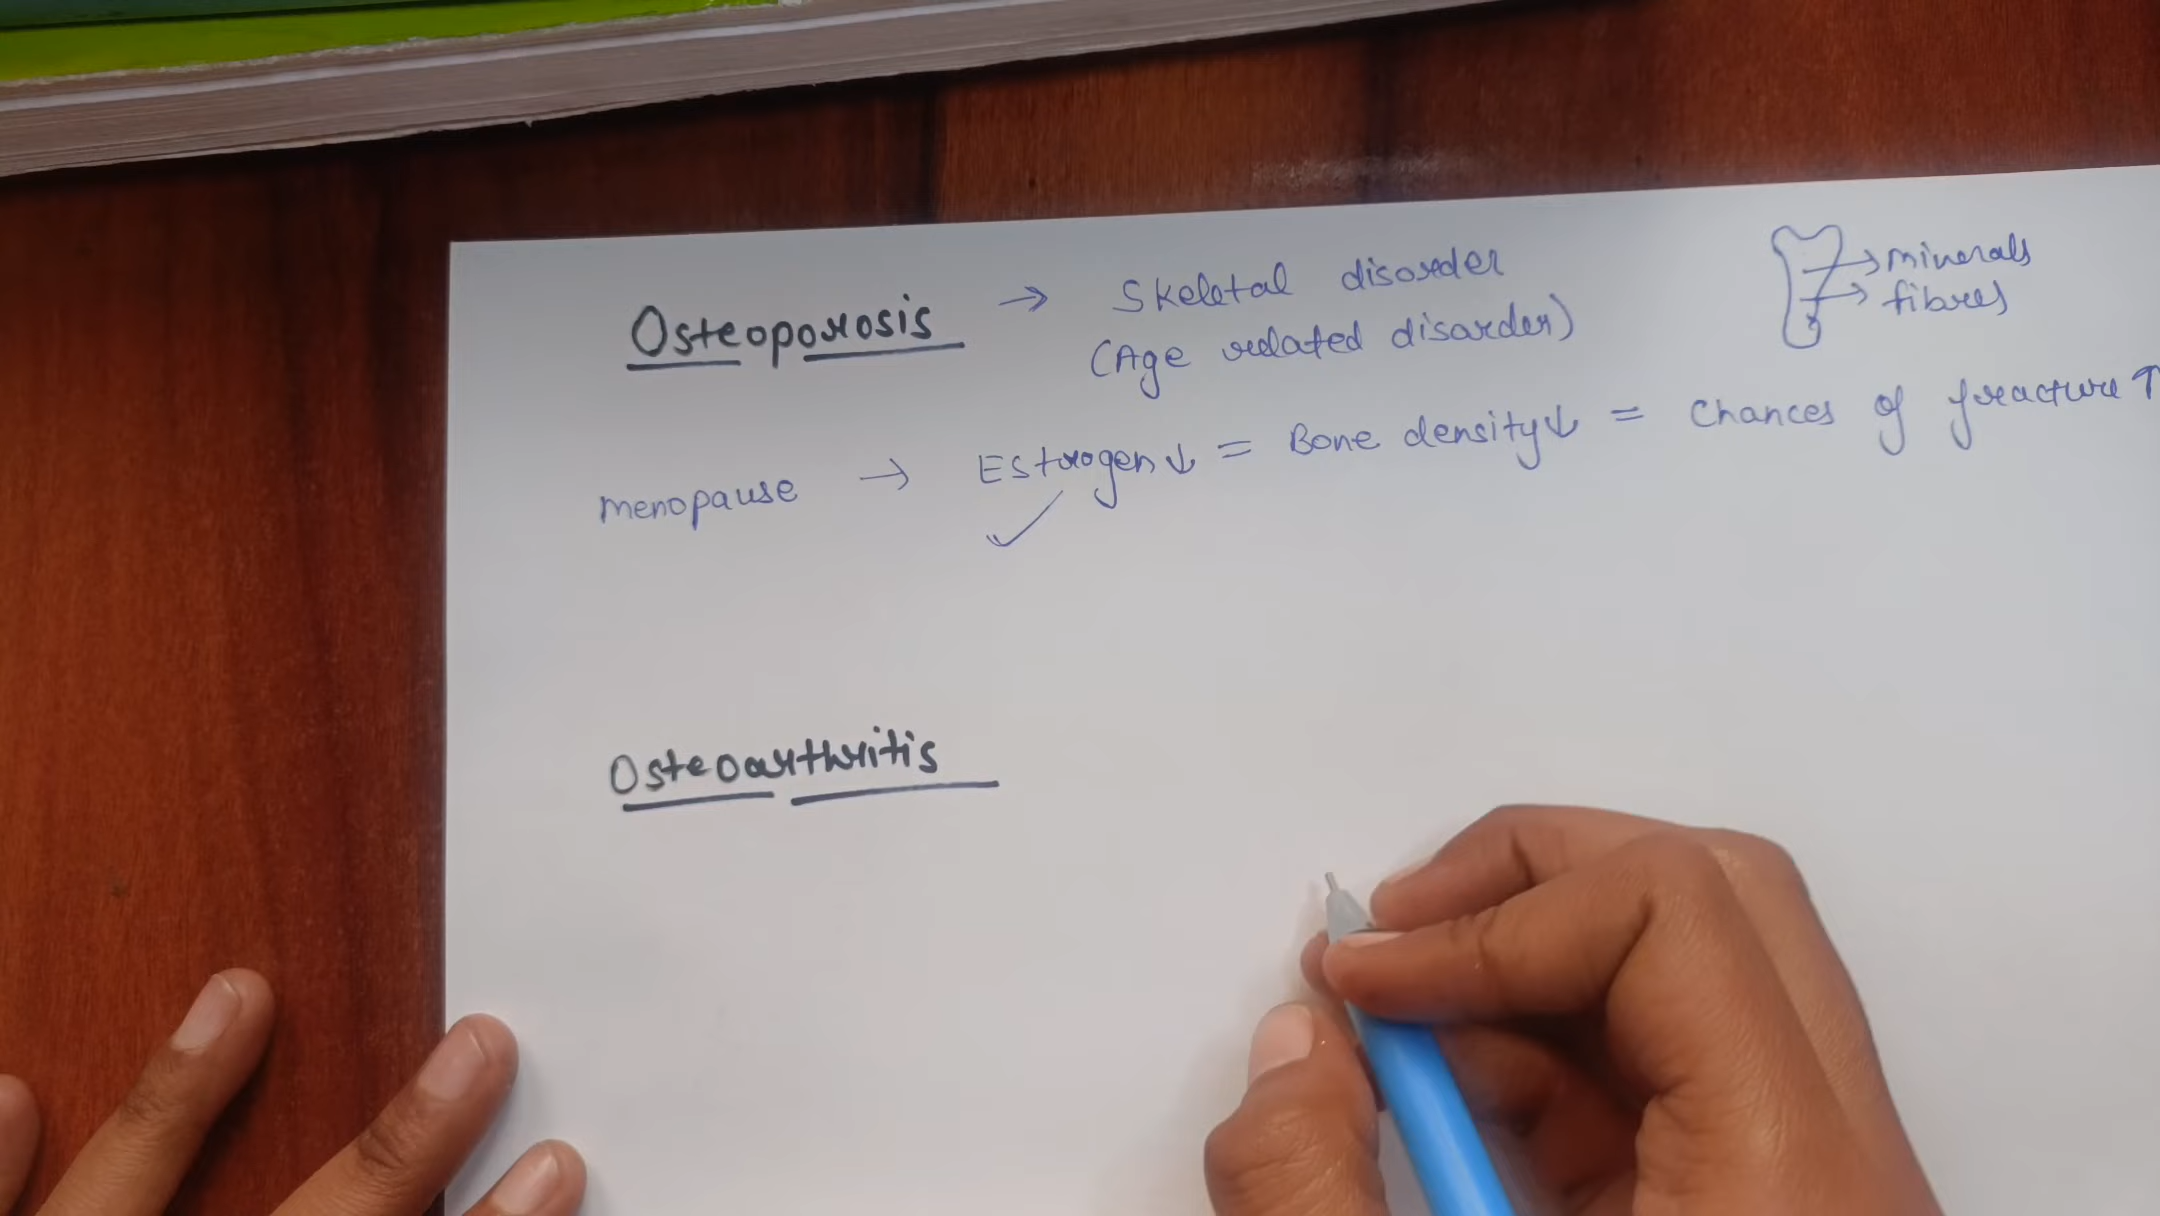 Osteoporosis → Skeletal disorder
(Age related disorder)
→ minerals
→ fibres
menopause → Estrogen↓ = Bone density↓ = Chances of fracture↑
Osteoarthritis